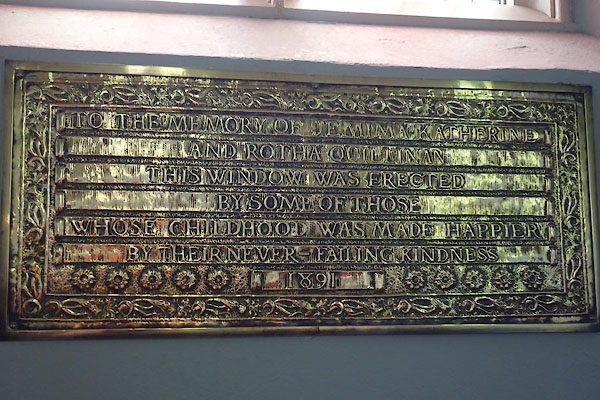 TO THE MEMORY OF JEMIMA KATHERINE
AND ROTHA QUILLINAN
THIS WINDOW WAS ERECTED
BY SOME OF THOSE
WHOSE CHILDHOOD WAS MADE HAPPIER
BY THEIR NEVER-FAILING KINDNESS
1891